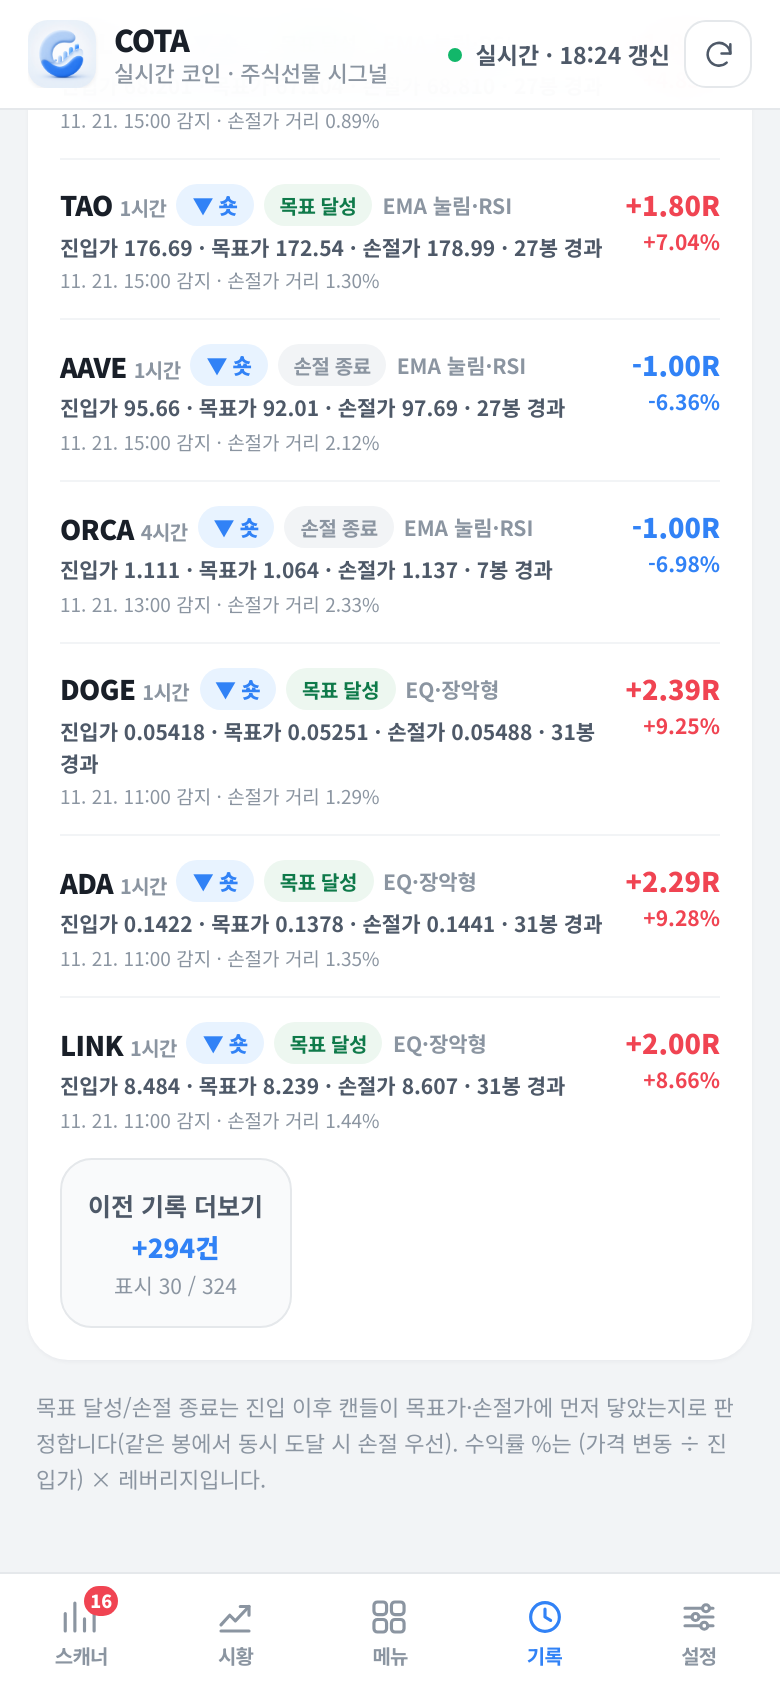 COTA
실시간 코인 · 주식선물 시그널
실시간 · 18:24 갱신
11. 21. 15:00 감지 · 손절가 거리 0.89%
TAO 1시간 ▼ 숏 목표 달성 EMA 눌림·RSI +1.80R
진입가 176.69 · 목표가 172.54 · 손절가 178.99 · 27봉 경과 +7.04%
11. 21. 15:00 감지 · 손절가 거리 1.30%
AAVE 1시간 ▼ 숏 손절 종료 EMA 눌림·RSI -1.00R
진입가 95.66 · 목표가 92.01 · 손절가 97.69 · 27봉 경과 -6.36%
11. 21. 15:00 감지 · 손절가 거리 2.12%
ORCA 4시간 ▼ 숏 손절 종료 EMA 눌림·RSI -1.00R
진입가 1.111 · 목표가 1.064 · 손절가 1.137 · 7봉 경과 -6.98%
11. 21. 13:00 감지 · 손절가 거리 2.33%
DOGE 1시간 ▼ 숏 목표 달성 EQ·장악형 +2.39R
진입가 0.05418 · 목표가 0.05251 · 손절가 0.05488 · 31봉 +9.25%
경과
11. 21. 11:00 감지 · 손절가 거리 1.29%
ADA 1시간 ▼ 숏 목표 달성 EQ·장악형 +2.29R
진입가 0.1422 · 목표가 0.1378 · 손절가 0.1441 · 31봉 경과 +9.28%
11. 21. 11:00 감지 · 손절가 거리 1.35%
LINK 1시간 ▼ 숏 목표 달성 EQ·장악형 +2.00R
진입가 8.484 · 목표가 8.239 · 손절가 8.607 · 31봉 경과 +8.66%
11. 21. 11:00 감지 · 손절가 거리 1.44%
이전 기록 더보기
+294건
표시 30 / 324
목표 달성/손절 종료는 진입 이후 캔들이 목표가·손절가에 먼저 닿았는지로 판
정합니다(같은 봉에서 동시 도달 시 손절 우선). 수익률 %는 (가격 변동 ÷ 진
입가) × 레버리지입니다.
16
스캐너 시황 메뉴 기록 설정